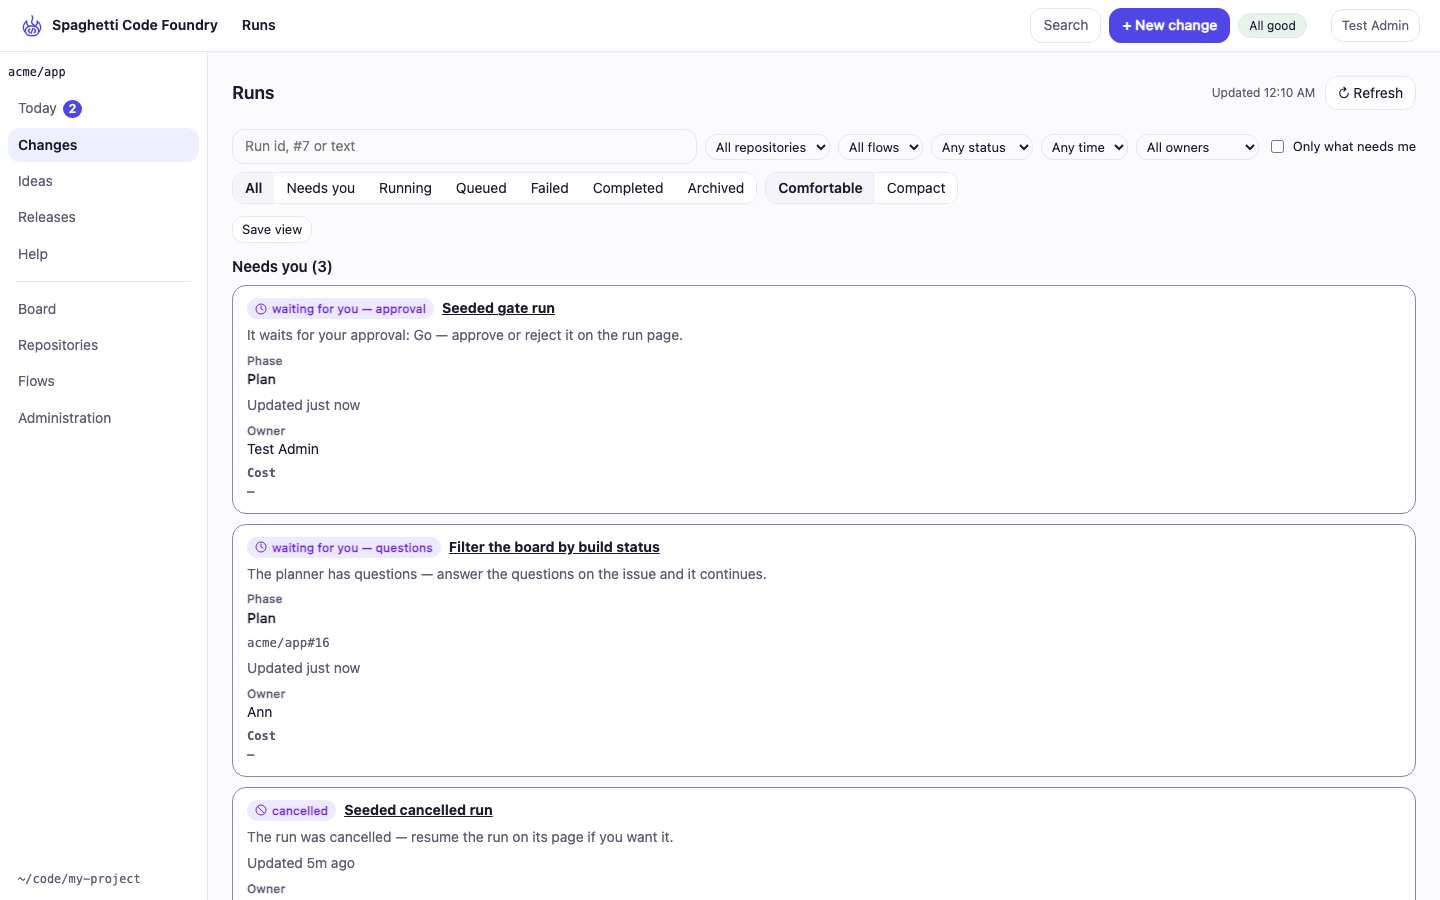 Spaghetti Code Foundry Runs Search + New change All good Test Admin
acme/app
Today 2
Changes
Ideas
Releases
Help
Board
Repositories
Flows
Administration
~/code/my-project
Runs Updated 12:10 AM ↻ Refresh
Run id, #7 or text All repositories All flows Any status Any time All owners Only what needs me
All Needs you Running Queued Failed Completed Archived Comfortable Compact
Save view
Needs you (3)
waiting for you — approval Seeded gate run
It waits for your approval: Go — approve or reject it on the run page.
Phase
Plan
Updated just now
Owner
Test Admin
Cost
—
waiting for you — questions Filter the board by build status
The planner has questions — answer the questions on the issue and it continues.
Phase
Plan
acme/app#16
Updated just now
Owner
Ann
Cost
—
cancelled Seeded cancelled run
The run was cancelled — resume the run on its page if you want it.
Updated 5m ago
Owner